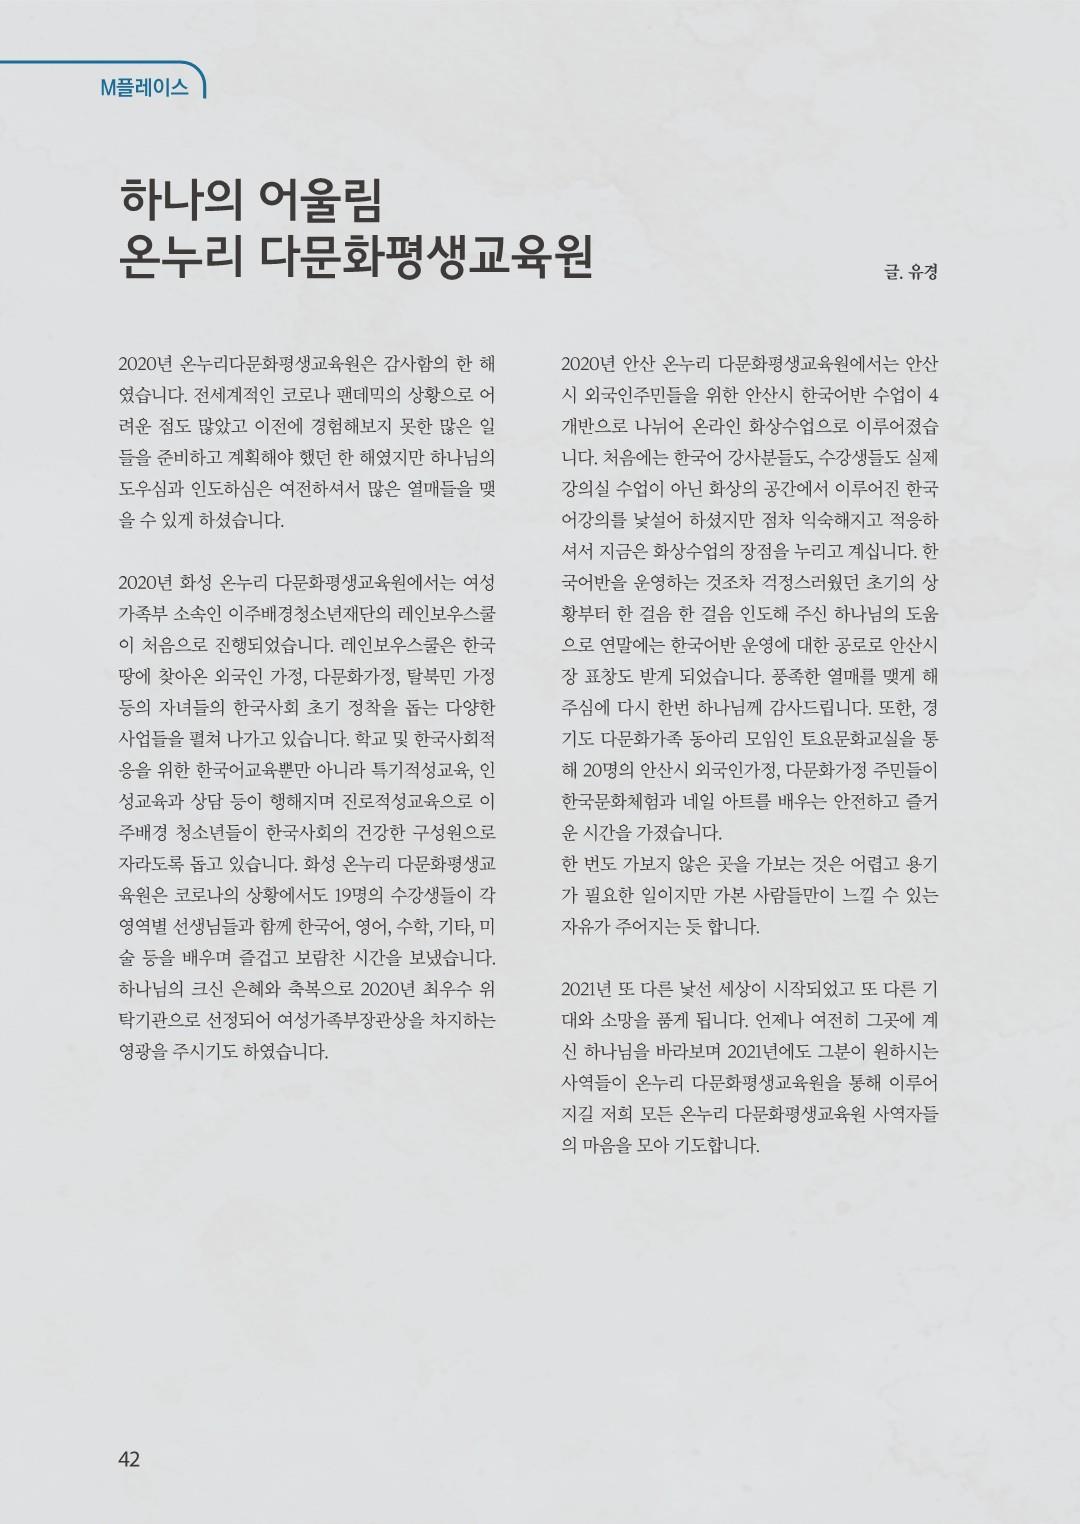 M플레이스
하나의 어울림
온누리 다문화평생교육원
글. 유경
2020년 온누리다문화평생교육원은 감사함의 한 해
였습니다. 전세계적인 코로나 팬데믹의 상황으로 어
려운 점도 많았고 이전에 경험해보지 못한 많은 일
들을 준비하고 계획해야 했던 한 해였지만 하나님의
도우심과 인도하심은 여전하셔서 많은 열매들을 맺
을 수 있게 하셨습니다.
2020년 화성 온누리 다문화평생교육원에서는 여성
가족부 소속인 이주배경청소년재단의 레인보우스쿨
이 처음으로 진행되었습니다. 레인보우스쿨은 한국
땅에 찾아온 외국인 가정, 다문화가정, 탈북민 가정
등의 자녀들의 한국사회 초기 정착을 돕는 다양한
사업들을 펼쳐 나가고 있습니다. 학교 및 한국사회적
응을 위한 한국어교육뿐만 아니라 특기적성교육, 인
성교육과 상담 등이 행해지며 진로적성교육으로 이
주배경 청소년들이 한국사회의 건강한 구성원으로
자라도록 돕고 있습니다. 화성 온누리 다문화평생교
육원은 코로나의 상황에서도 19명의 수강생들이 각
영역별 선생님들과 함께 한국어, 영어, 수학, 기타, 미
술 등을 배우며 즐겁고 보람찬 시간을 보냈습니다.
하나님의 크신 은혜와 축복으로 2020년 최우수 위
탁기관으로 선정되어 여성가족부장관상을 차지하는
영광을 주시기도 하였습니다.
2020년 안산 온누리 다문화평생교육원에서는 안산
시 외국인주민들을 위한 안산시 한국어반 수업이 4
개반으로 나뉘어 온라인 화상수업으로 이루어졌습
니다. 처음에는 한국어 강사분들도, 수강생들도 실제
강의실 수업이 아닌 화상의 공간에서 이루어진 한국
어강의를 낯설어 하셨지만 점차 익숙해지고 적응하
셔서 지금은 화상수업의 장점을 누리고 계십니다. 한
국어반을 운영하는 것조차 걱정스러웠던 초기의 상
황부터 한 걸음 한 걸음 인도해 주신 하나님의 도움
으로 연말에는 한국어반 운영에 대한 공로로 안산시
장 표창도 받게 되었습니다. 풍족한 열매를 맺게 해
주심에 다시 한번 하나님께 감사드립니다. 또한, 경
기도 다문화가족 동아리 모임인 토요문화교실을 통
해 20명의 안산시 외국인가정, 다문화가정 주민들이
한국문화체험과 네일 아트를 배우는 안전하고 즐거
운 시간을 가졌습니다.
한 번도 가보지 않은 곳을 가보는 것은 어렵고 용기
가 필요한 일이지만 가본 사람들만이 느낄 수 있는
자유가 주어지는 듯 합니다.
2021년 또 다른 낯선 세상이 시작되었고 또 다른 기
대와 소망을 품게 됩니다. 언제나 여전히 그곳에 계
신 하나님을 바라보며 2021년에도 그분이 원하시는
사역들이 온누리 다문화평생교육원을 통해 이루어
지길 저희 모든 온누리 다문화평생교육원 사역자들
의 마음을 모아 기도합니다.
42